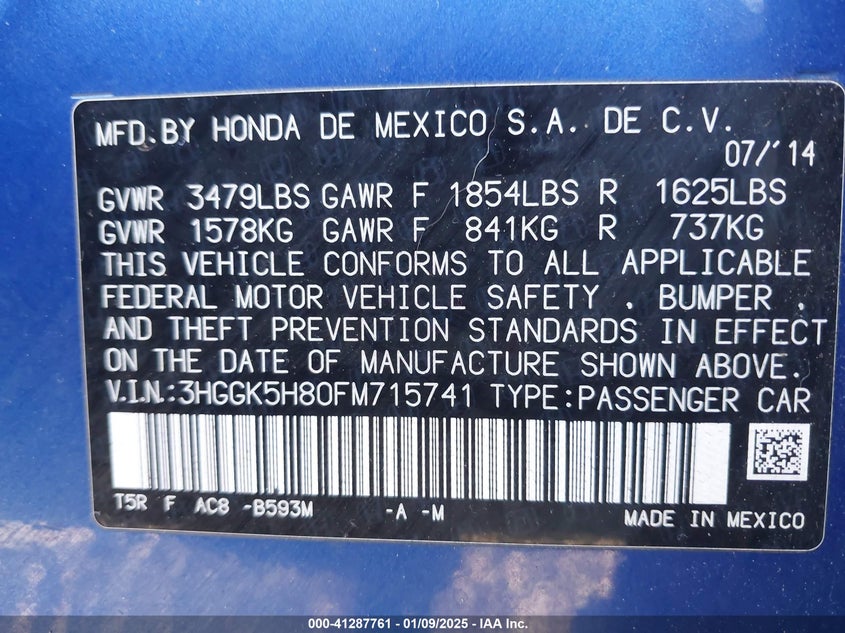 MFD.BY HONDA DE MEXICO S.A. DE C.V.
07/'14
GVWR 3479LBS GAWR F 1854LBS R 1625LBS
GVWR 1578KG GAWR F 841KG R 737KG
THIS VEHICLE CONFORMS TO ALL APPLICABLE
FEDERAL MOTOR VEHICLE SAFETY , BUMPER ,
AND THEFT PREVENTION STANDARDS IN EFFECT
ON THE DATE OF MANUFACTURE SHOWN ABOVE.
V.I.N.:3HGGK5H80FM715741 TYPE:PASSENGER CAR
T5R F AC8 -B593M -A -M
MADE IN MEXICO
000-41287761 - 01/09/2025 - IAA Inc.